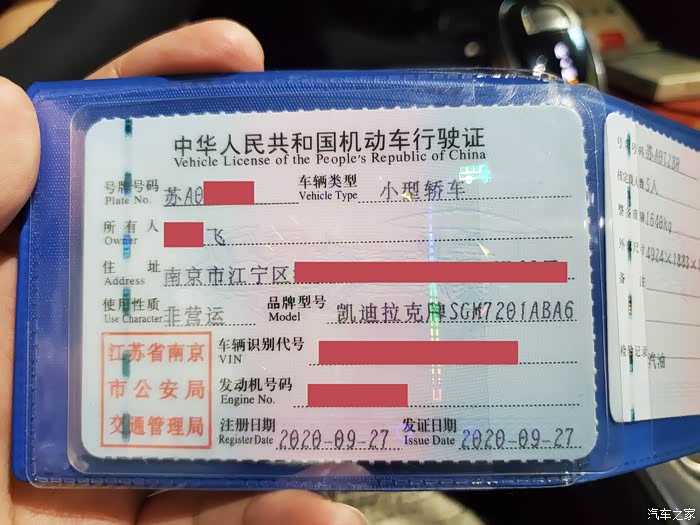 中华人民共和国机动车行驶证
Vehicle License of the People's Republic of China
号牌号码 苏A0 车辆类型 小型轿车
Plate No. Vehicle Type
所有人 飞
Owner
住址 南京市江宁区
Address
使用性质 非营运 品牌型号 凯迪拉克牌SGM7201ABA6
Use Character Model
江苏省南京
市公安局
交通管理局
车辆识别代号
VIN
发动机号码
Engine No.
注册日期 2020-09-27 发证日期 2020-09-27
Register Date Issue Date
5人
1640kg
汽油
汽车之家